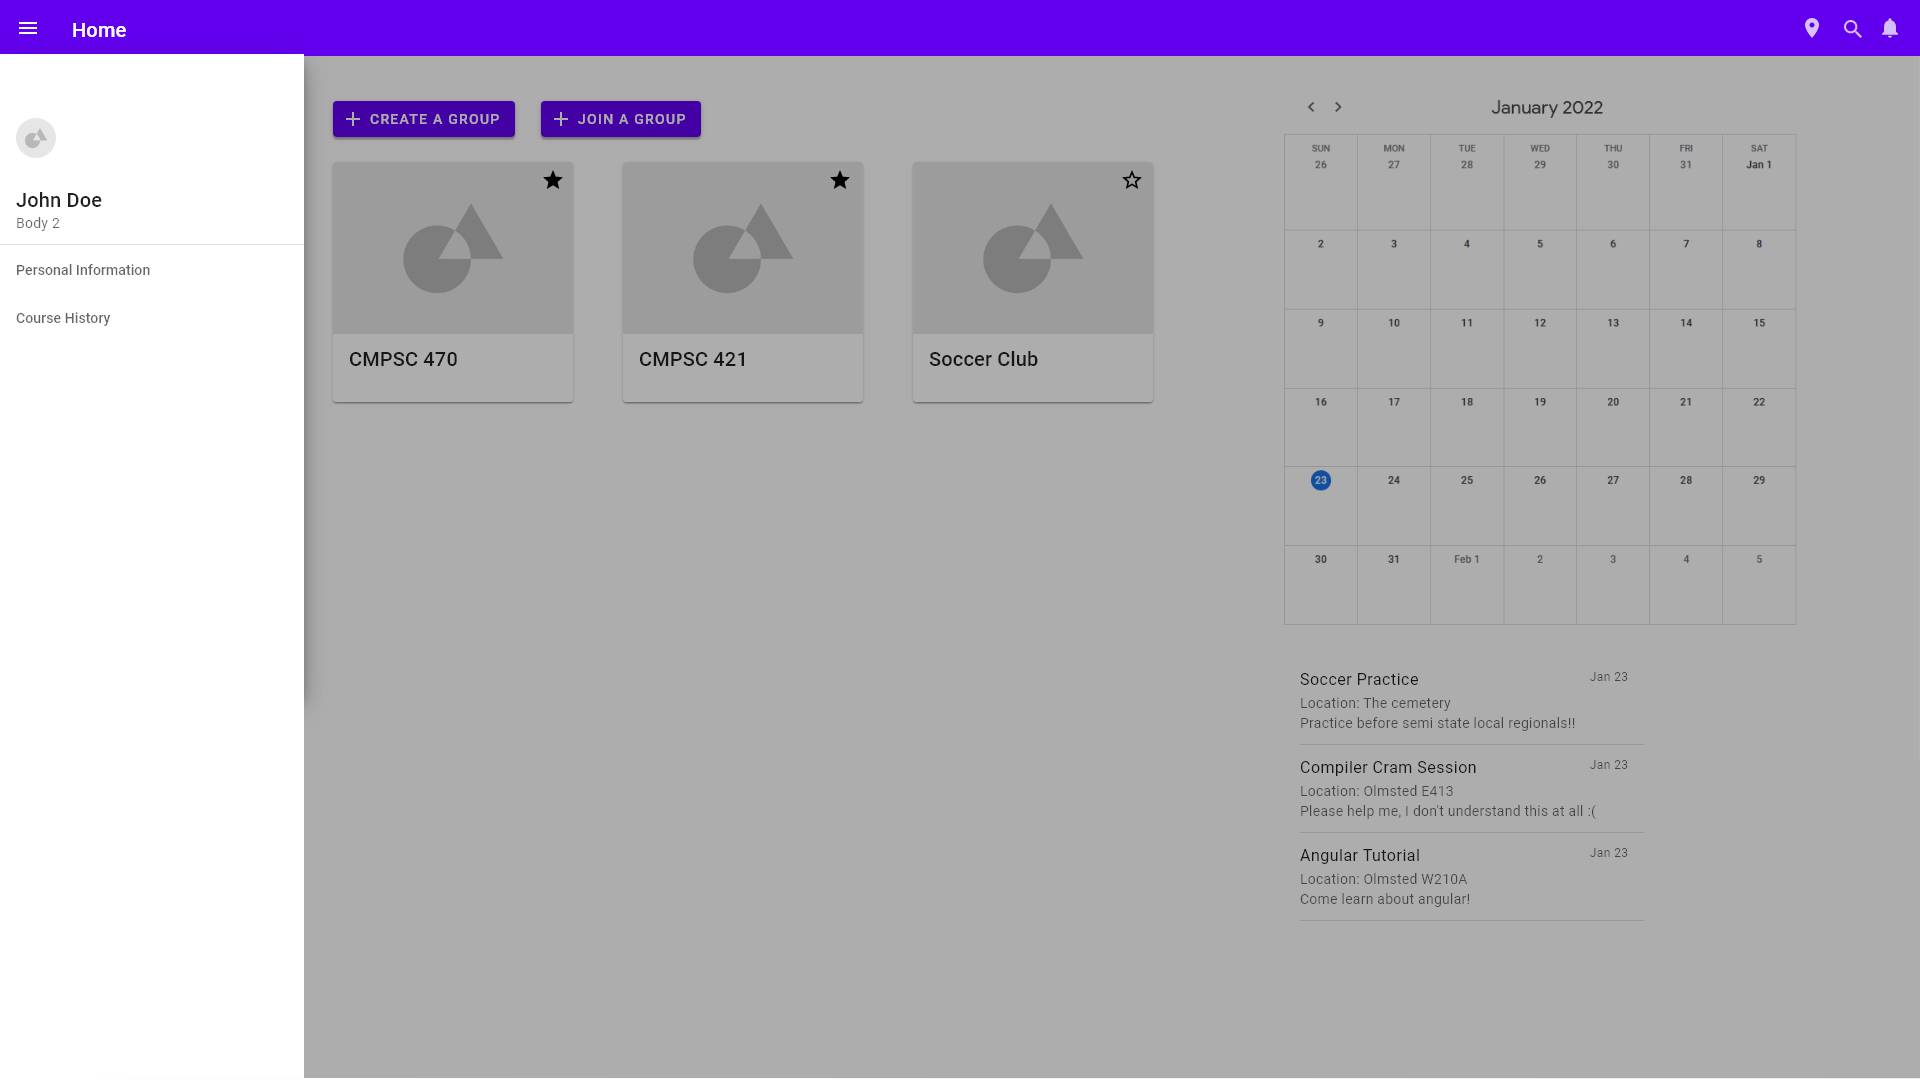 Home
John Doe
Body 2
Personal Information
Course History
CREATE A GROUP
JOIN A GROUP
CMPSC 470
CMPSC 421
Soccer Club
January 2022
SUN MON TUE WED THU FRI SAT
26 27 28 29 30 31 Jan 1
2 3 4 5 6 7 8
9 10 11 12 13 14 15
16 17 18 19 20 21 22
23 24 25 26 27 28 29
30 31 Feb 1 2 3 4 5
Soccer Practice Jan 23
Location: The cemetery
Practice before semi state local regionals!!
Compiler Cram Session Jan 23
Location: Olmsted E413
Please help me, I don't understand this at all :(
Angular Tutorial Jan 23
Location: Olmsted W210A
Come learn about angular!